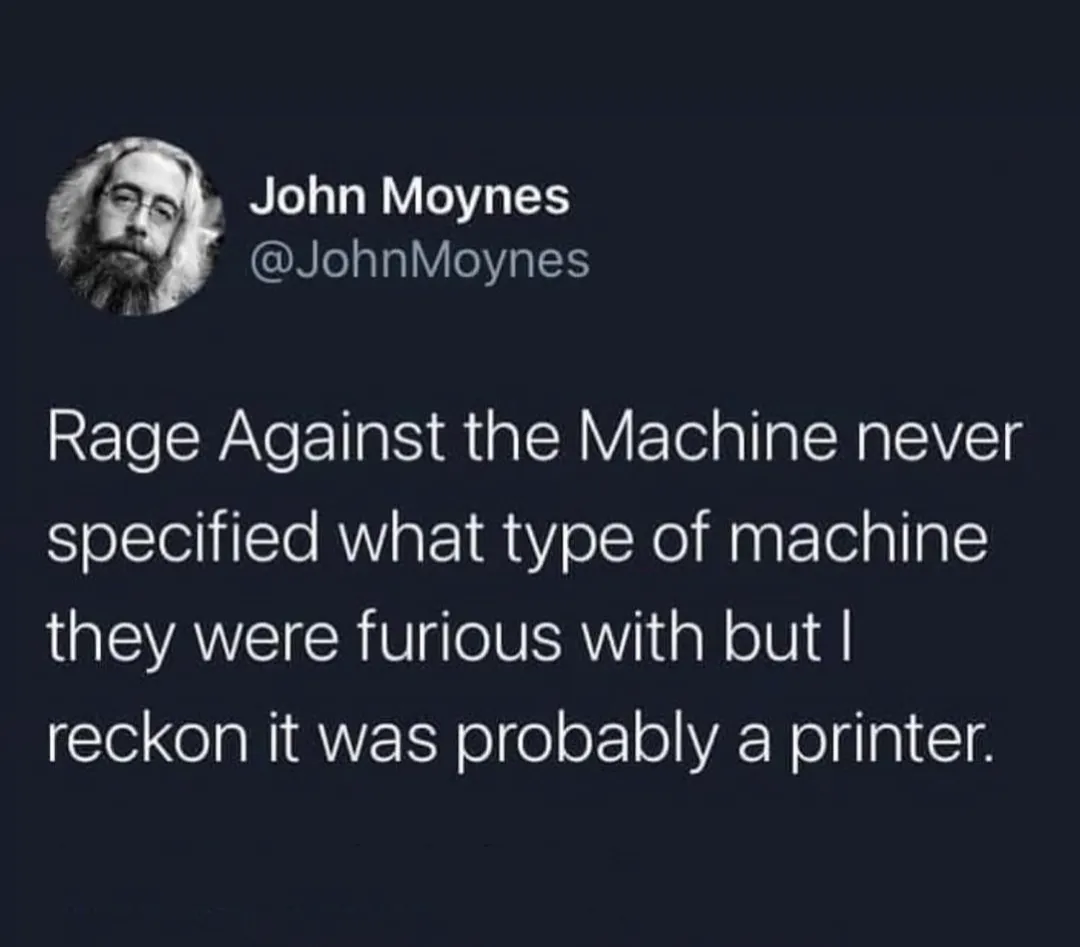 John Moynes
@JohnMoynes
Rage Against the Machine never
specified what type of machine
they were furious with but I
reckon it was probably a printer.